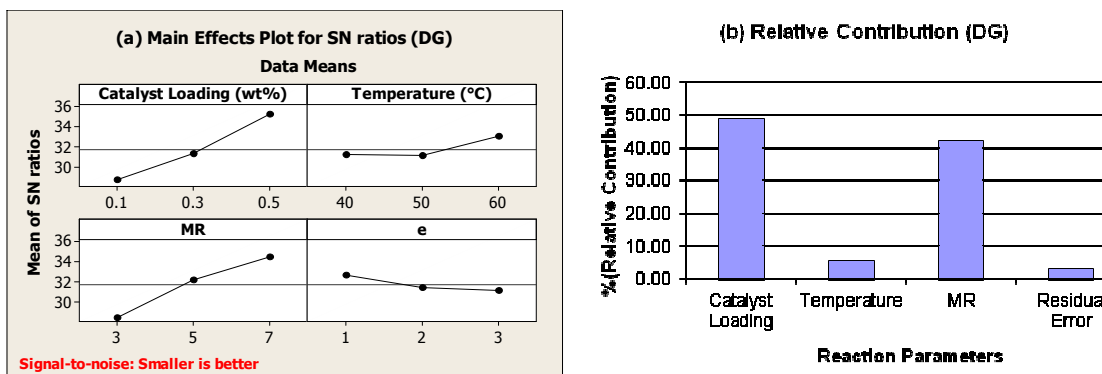 (a) Main Effects Plot for SN ratios (DG)
Data Means
Catalyst Loading (wt%) Temperature (°C)
36
34
32
30
0.1 0.3 0.5 40 50 60
MR e
36
34
32
30
3 5 7 1 2 3
Mean of SN ratios
Signal-to-noise: Smaller is better
(b) Relative Contribution (DG)
%(Relative Contribution)
60.00
50.00
40.00
30.00
20.00
10.00
0.00
Catalyst Temperature MR Residua
Loading Error
Reaction Parameters